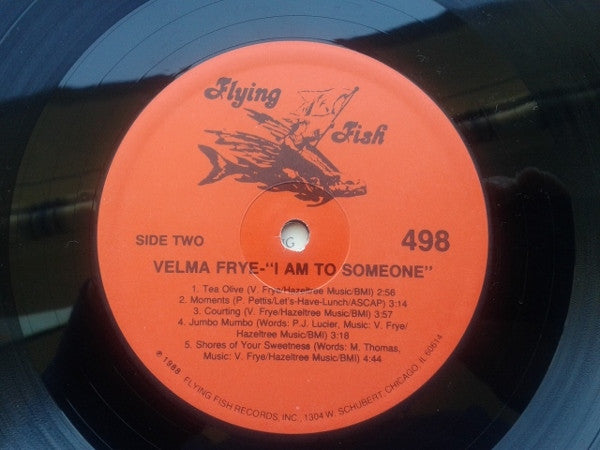 Flying
Fish
SIDE TWO
498
VELMA FRYE-"I AM TO SOMEONE"
1. Tea Olive (V. Frye/Hazeltree Music/BMI) 2:56
2. Moments (P. Pettis/Let's-Have-Lunch/ASCAP) 3:14
3. Courting (V. Frye/Hazeltree Music/BMI) 3:57
4. Jumbo Mumbo (Words: P.J. Lucier, Music: V. Frye/
Hazeltree Music/BMI) 3:18
5. Shores of Your Sweetness (Words: M. Thomas,
Music: V. Frye/Hazeltree Music/BMI) 4:44
℗ 1988 FLYING FISH RECORDS, INC., 1304 W. SCHUBERT, CHICAGO, IL 60614